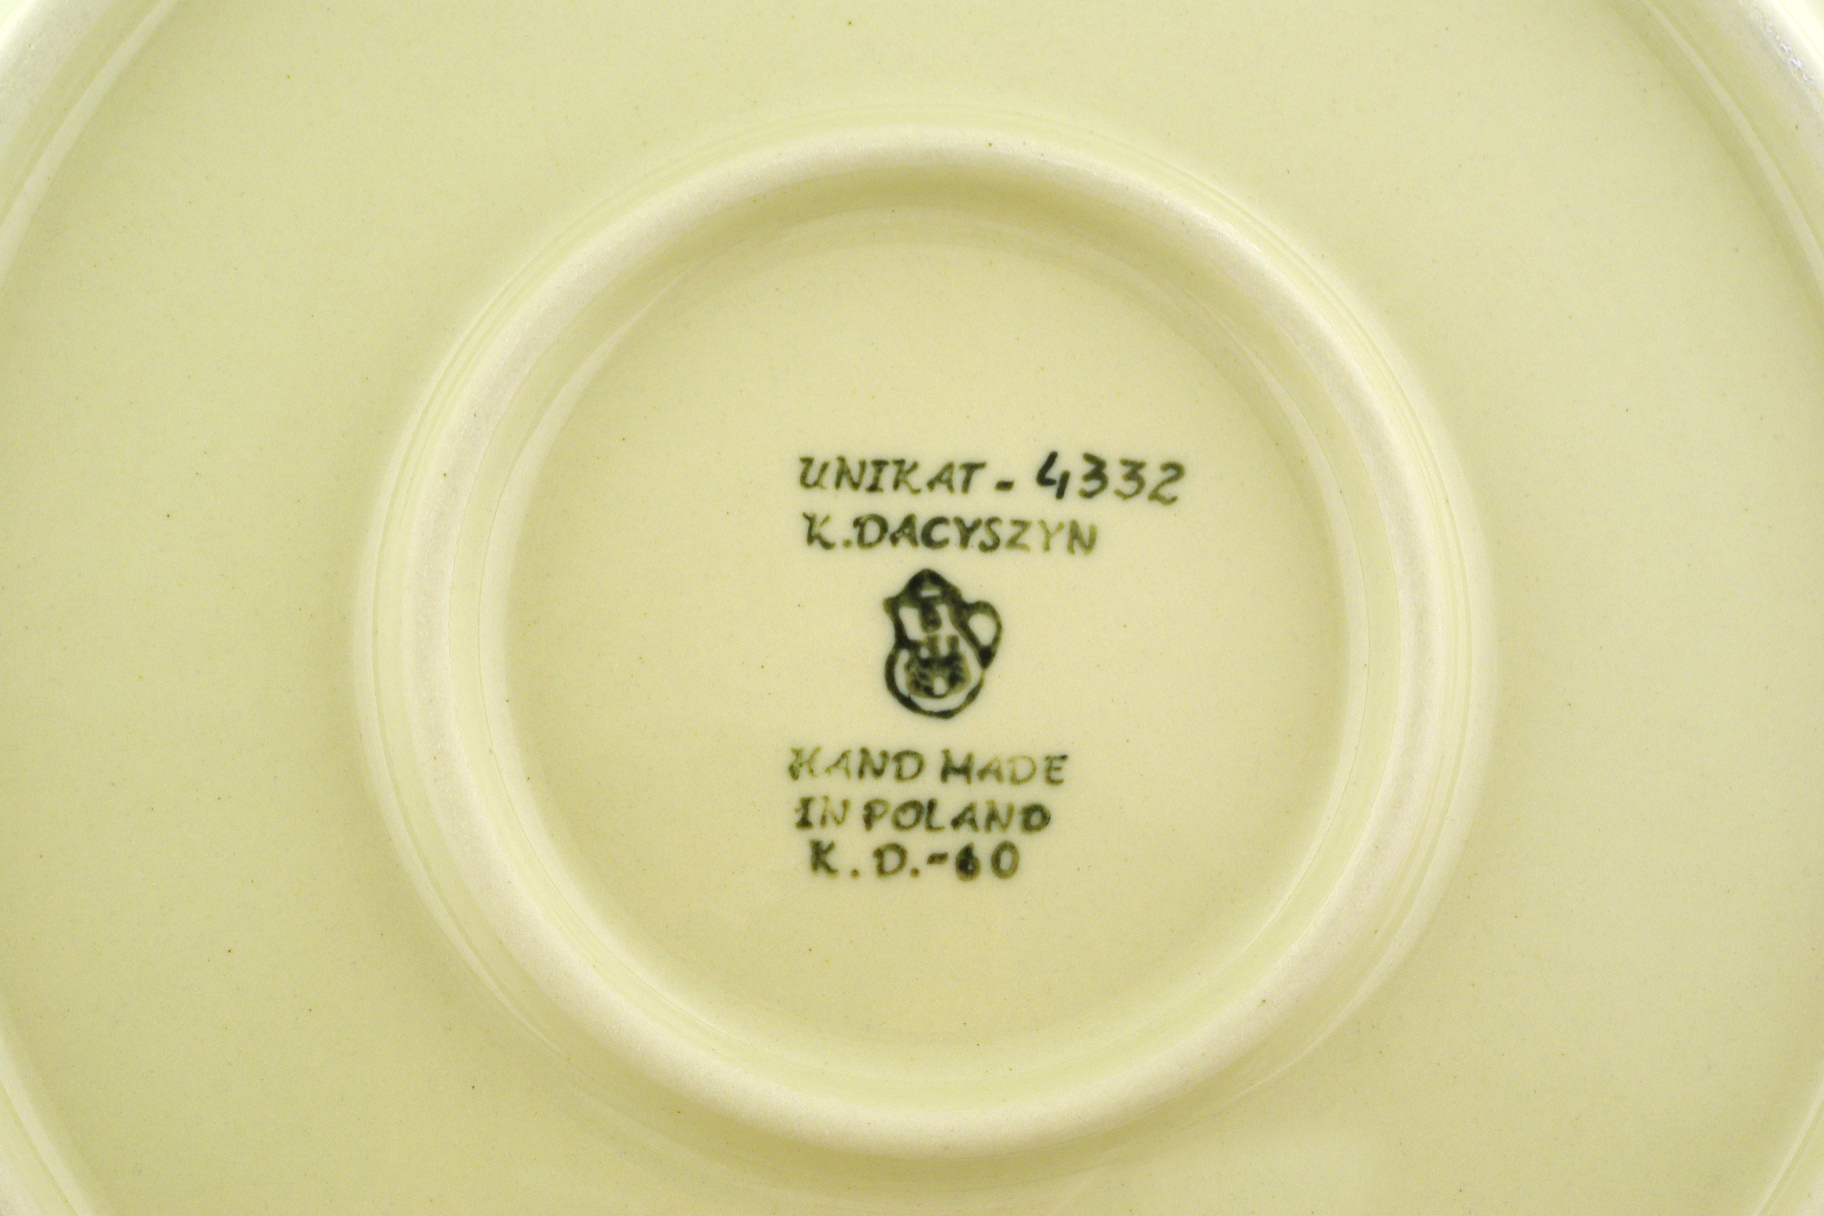 UNIKAT - 4332
K. DACYSZYN
HAND MADE
IN POLAND
K. D.-60